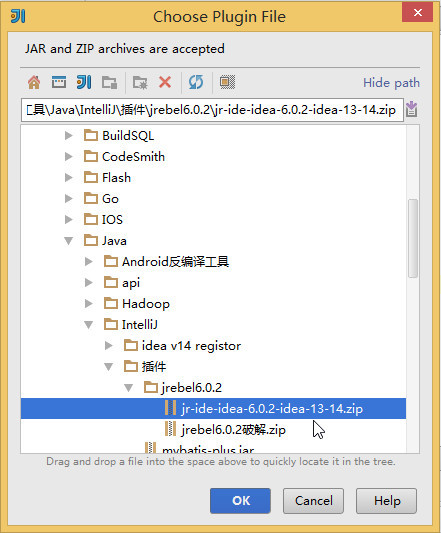 Choose Plugin File
JAR and ZIP archives are accepted
Hide path
具\Java\IntelliJ\插件\jrebel6.0.2\jr-ide-idea-6.0.2-idea-13-14.zip
BuildSQL
CodeSmith
Flash
Go
IOS
Java
Android反编译工具
api
Hadoop
IntelliJ
idea v14 registor
插件
jrebel6.0.2
jr-ide-idea-6.0.2-idea-13-14.zip
jrebel6.0.2破解.zip
mybatis-plus.jar
Drag and drop a file into the space above to quickly locate it in the tree.
OK
Cancel
Help